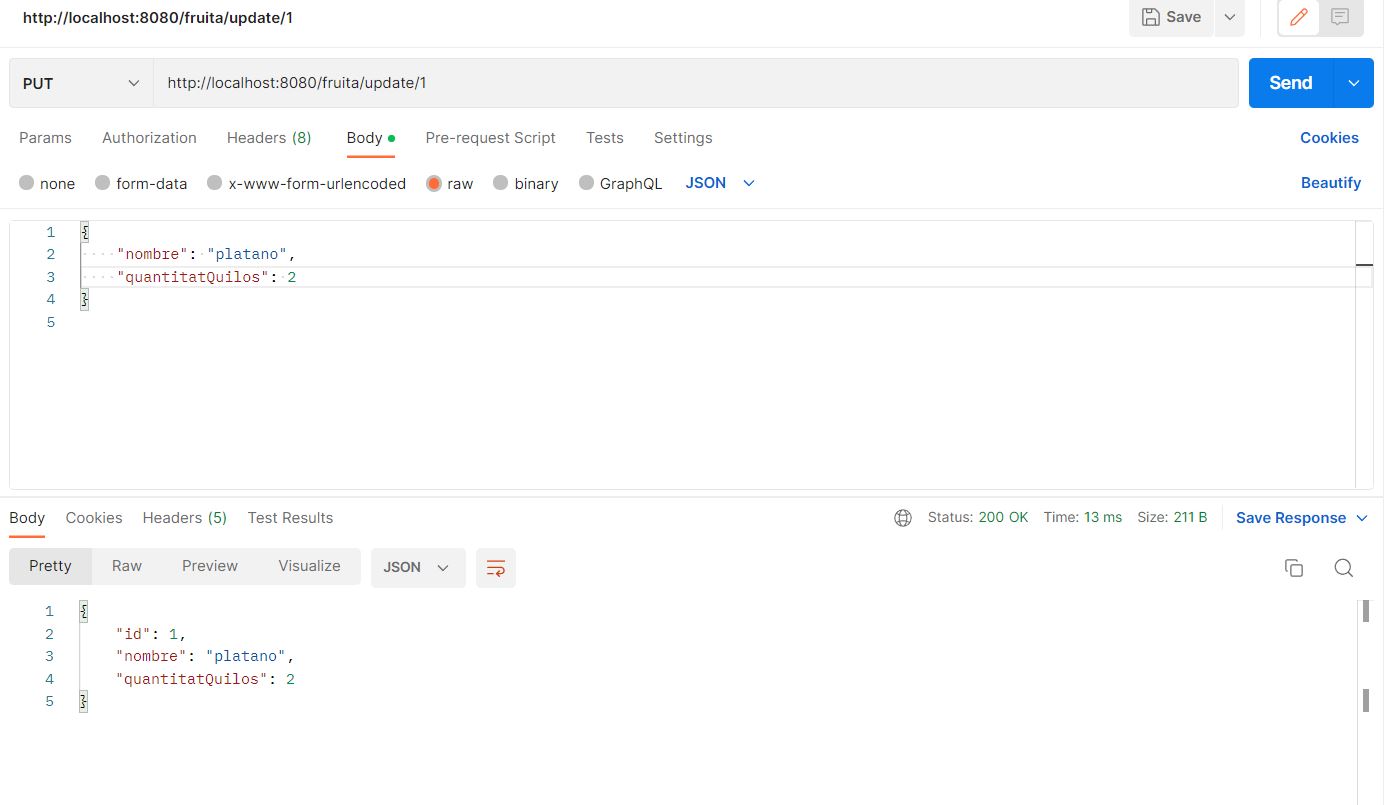 http://localhost:8080/fruita/update/1 Save
PUT http://localhost:8080/fruita/update/1 Send
Params Authorization Headers (8) Body Pre-request Script Tests Settings Cookies
none form-data x-www-form-urlencoded raw binary GraphQL JSON Beautify
1 {
2 "nombre": "platano",
3 "quantitatQuilos": 2
4 }
5
Body Cookies Headers (5) Test Results Status: 200 OK Time: 13 ms Size: 211 B Save Response
Pretty Raw Preview Visualize JSON
1 {
2 "id": 1,
3 "nombre": "platano",
4 "quantitatQuilos": 2
5 }